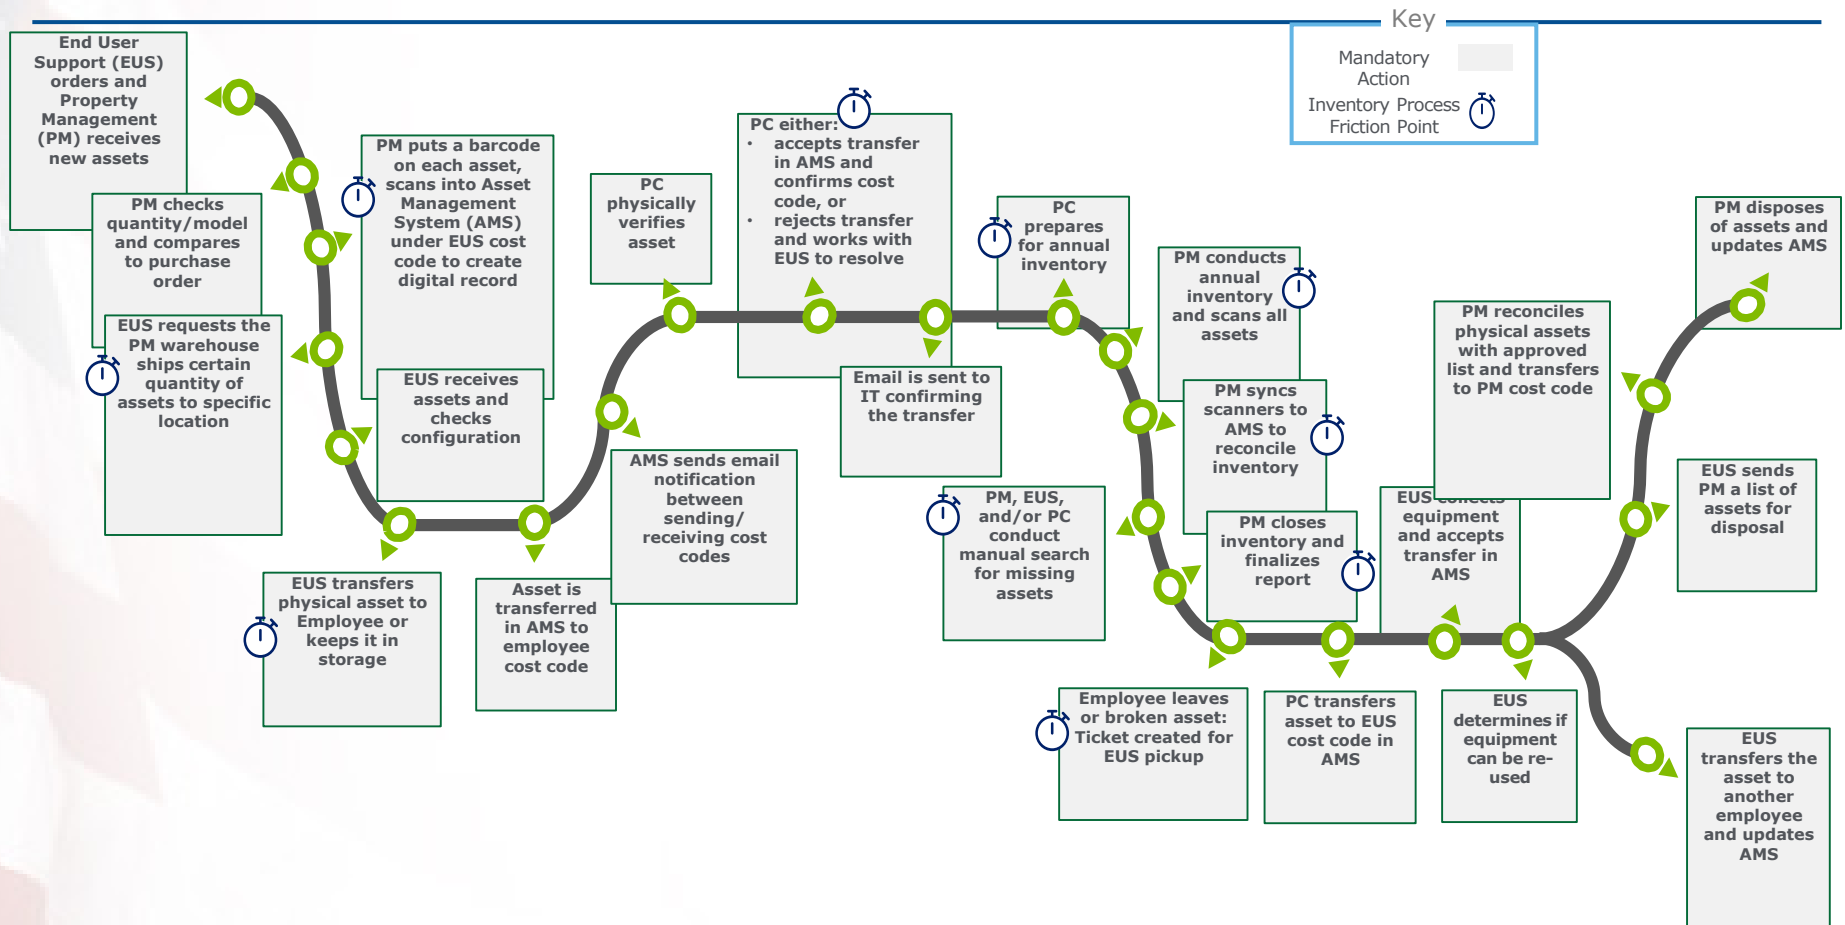 Key
Mandatory
Action
Inventory Process
Friction Point
End User
Support (EUS)
orders and
Property
Management
(PM) receives
new assets
PM checks
quantity/model
and compares
to purchase
order
PM puts a barcode
on each asset,
scans into Asset
Management
System (AMS)
under EUS cost
code to create
digital record
EUS requests the
PM warehouse
ships certain
quantity of
assets to specific
location
EUS receives
assets and
checks
configuration
EUS transfers
physical asset to
Employee or
keeps it in
storage
Asset is
transferred
in AMS to
employee
cost code
AMS sends email
notification
between
sending/
receiving cost
codes
PC
physically
verifies
asset
PC either:
• accepts transfer
in AMS and
confirms cost
code, or
• rejects transfer
and works with
EUS to resolve
Email is sent to
IT confirming
the transfer
PC
prepares
for annual
inventory
PM conducts
annual
inventory
and scans all
assets
PM syncs
scanners to
AMS to
reconcile
inventory
PM, EUS,
and/or PC
conduct
manual search
for missing
assets
PM closes
inventory and
finalizes
report
Employee leaves
or broken asset:
Ticket created for
EUS pickup
PC transfers
asset to EUS
cost code in
AMS
EUS collects
equipment
and accepts
transfer in
AMS
EUS
determines if
equipment
can be re-
used
EUS sends
PM a list of
assets for
disposal
PM reconciles
physical assets
with approved
list and transfers
to PM cost code
PM disposes
of assets and
updates AMS
EUS
transfers the
asset to
another
employee
and updates
AMS